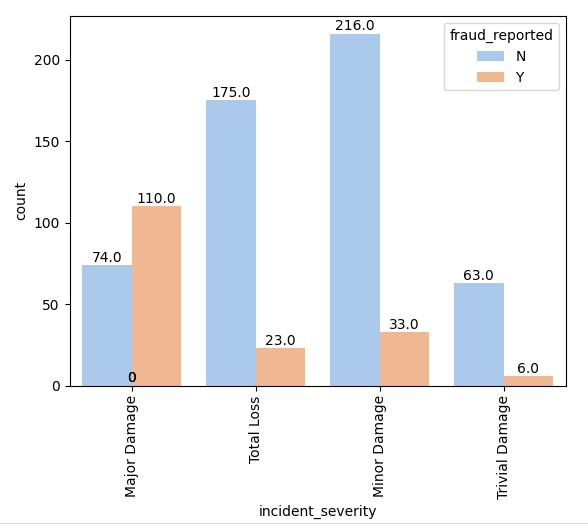 216.0
fraud_reported
N
Y
200
175.0
150
110.0
count
100
74.0
63.0
50
33.0
23.0
6.0
0
0
Major Damage
Total Loss
Minor Damage
Trivial Damage
incident_severity